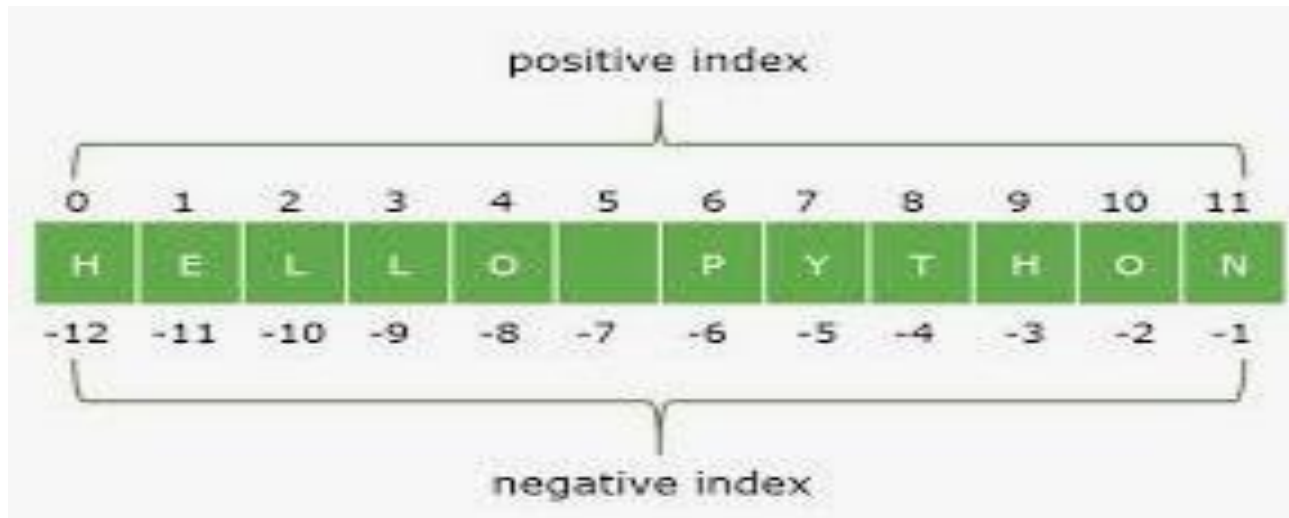 positive index
0 1 2 3 4 5 6 7 8 9 10 11
H E L L O P Y T H O N
-12 -11 -10 -9 -8 -7 -6 -5 -4 -3 -2 -1
negative index